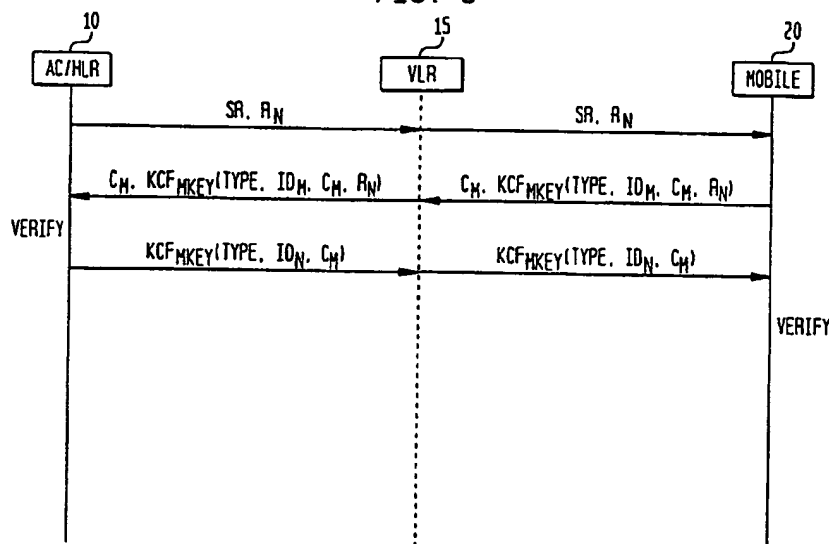 10
15
20
AC/HLR
VLR
MOBILE
SR, R_N
SR, R_N
C_M, KCF_MKEY(TYPE, ID_M, C_M, R_N)
C_M, KCF_MKEY(TYPE, ID_M, C_M, R_N)
VERIFY
KCF_MKEY(TYPE, ID_N, C_M)
KCF_MKEY(TYPE, ID_N, C_M)
VERIFY